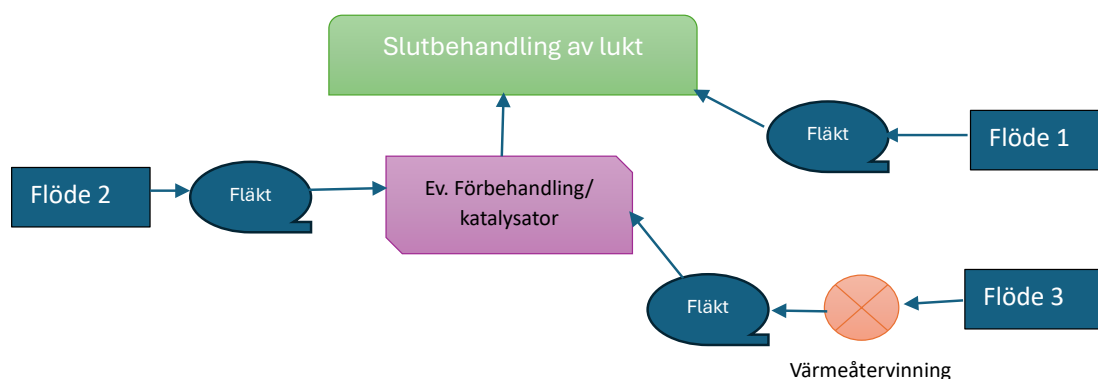 Slutbehandling av lukt
Fläkt
Flöde 1
Flöde 2
Fläkt
Ev. Förbehandling/
katalysator
Fläkt
Flöde 3
Värmeåtervinning